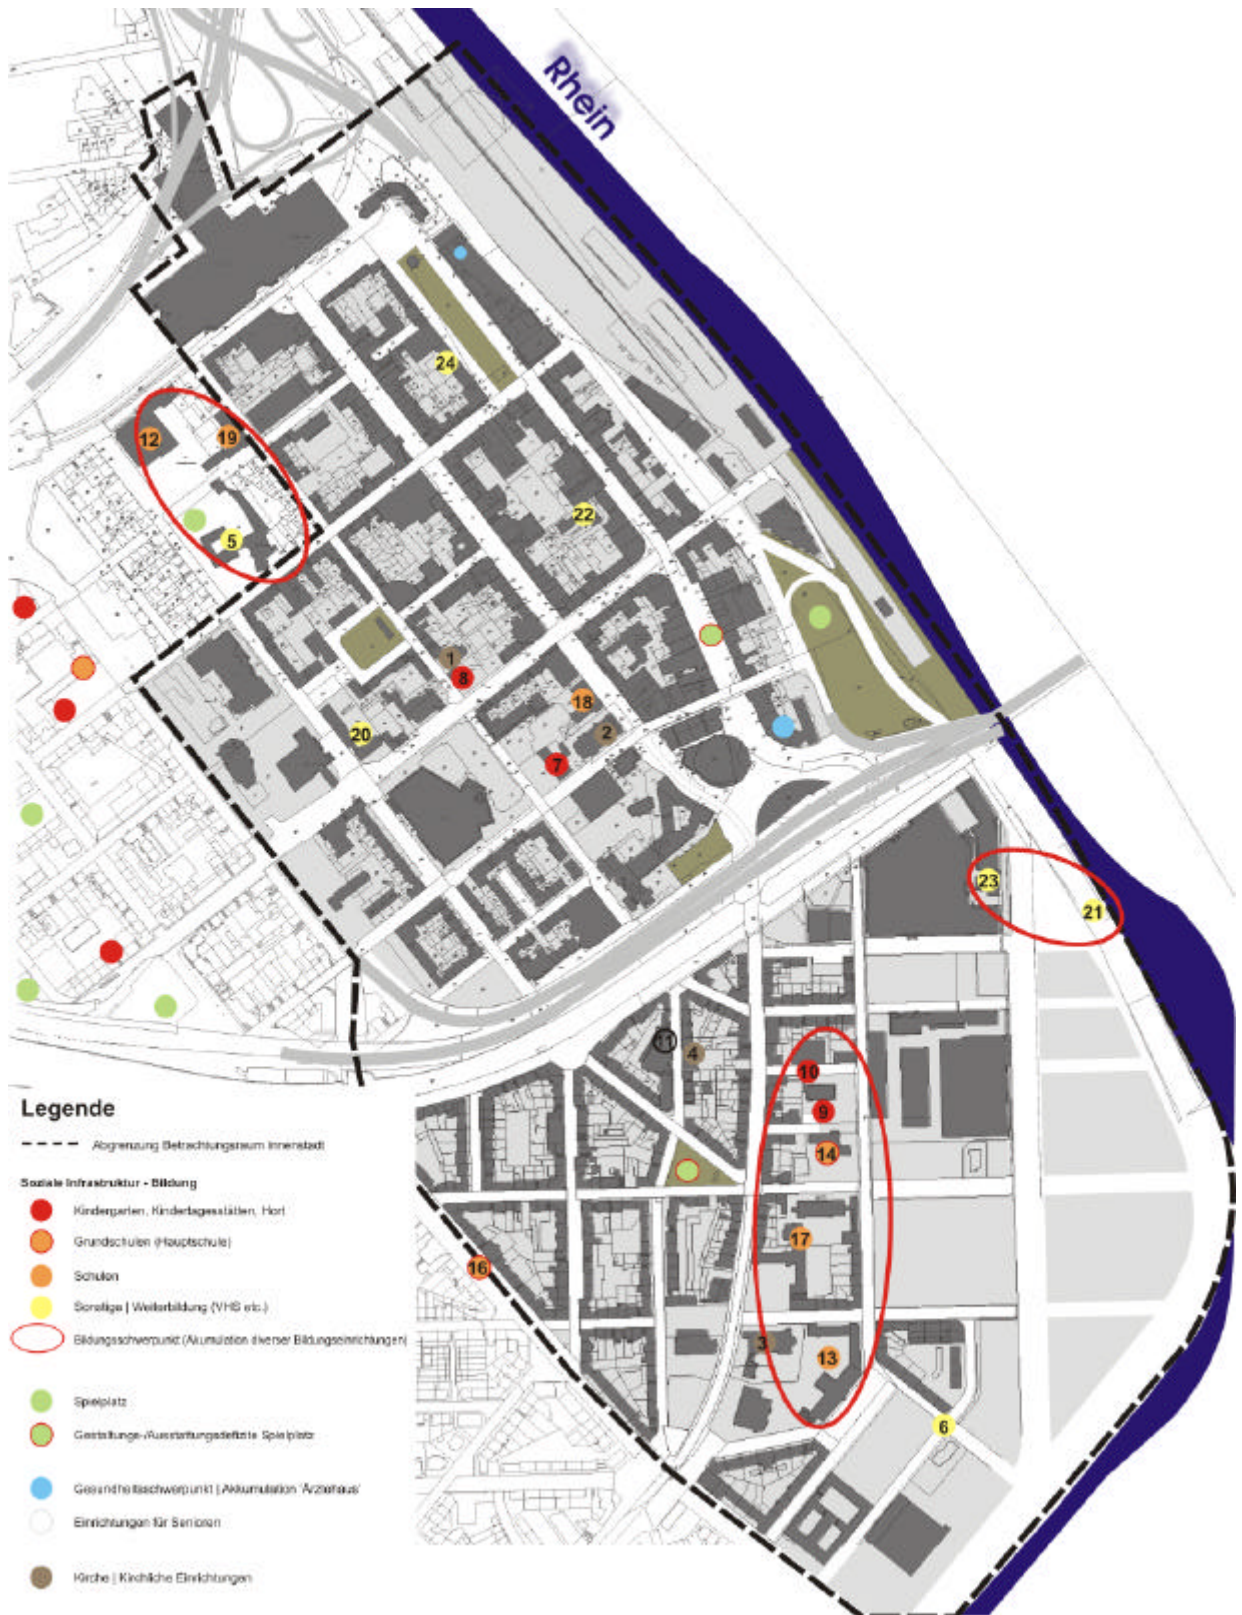 Rhein
24
12
19
22
5
1
8
18
20
2
7
23
21
11
4
10
9
14
17
16
3
13
6
Legende
Abgrenzung Betrachtungsraum Innenstadt
Soziale Infrastruktur - Bildung
Kindergarten, Kindertagesstätten, Hort
Grundschulen (Hauptschule)
Schulen
Sonstige | Weiterbildung (VHS etc.)
Bildungsschwerpunkt (Akumulation diverser Bildungseinrichtungen)
Spielplatz
Gestaltungs-/Ausstattungsdefizite Spielplatz
Gesundheitsschwerpunkt | Akkumulation 'Ärztehaus'
Einrichtungen für Senioren
Kirche | Kirchliche Einrichtungen